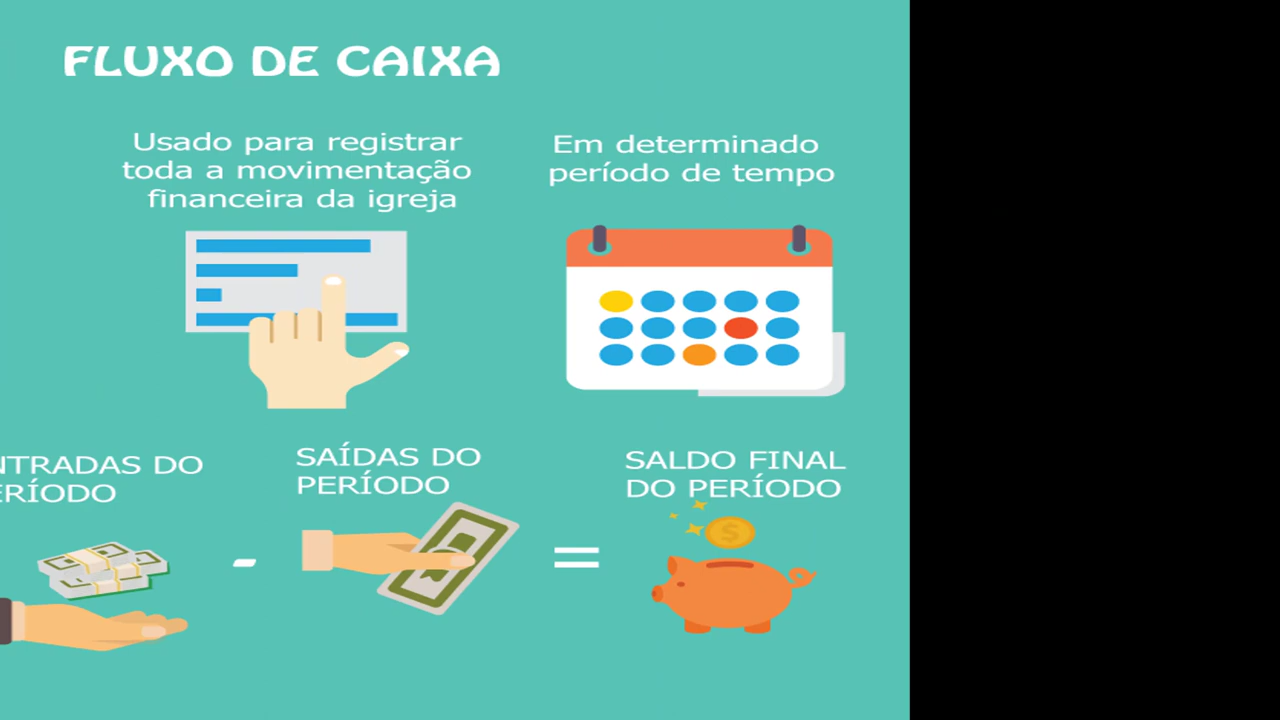 FLUXO DE CAIXA
Usado para registrar
toda a movimentação
financeira da igreja
Em determinado
período de tempo
NTRADAS DO
ERÍODO
-
SAÍDAS DO
PERÍODO
=
SALDO FINAL
DO PERÍODO
$